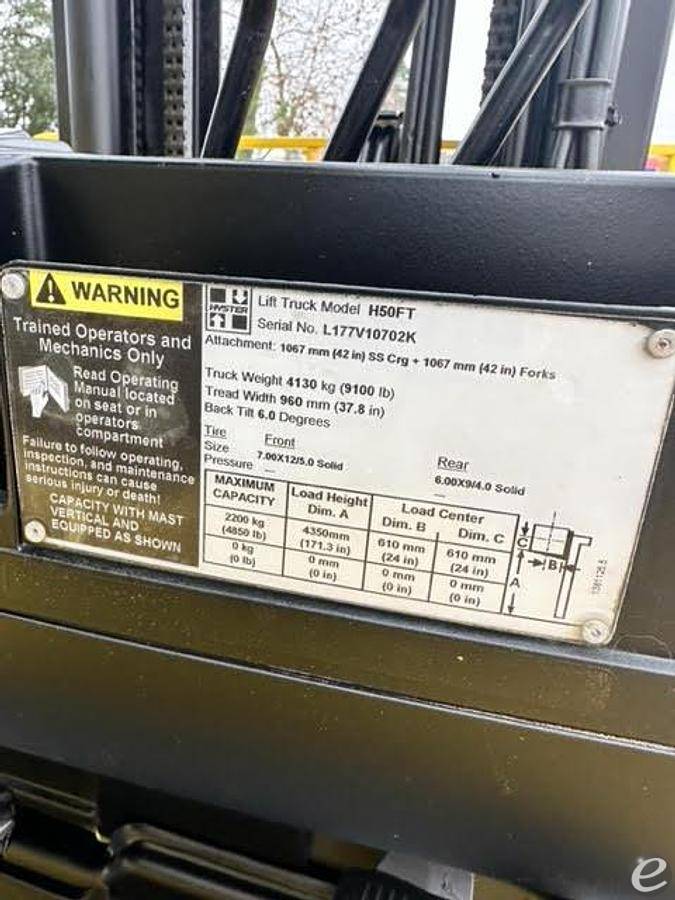 WARNING
Trained Operators and
Mechanics Only
Read Operating
Manual located
on seat or in
operators
compartment
Failure to follow operating,
inspection, and maintenance
instructions can cause
serious injury or death!
CAPACITY WITH MAST
VERTICAL AND
EQUIPPED AS SHOWN
HYSTER
Lift Truck Model H50FT
Serial No. L177V10702K
Attachment: 1067 mm (42 in) SS Crg + 1067 mm (42 in) Forks
Truck Weight 4130 kg (9100 lb)
Tread Width 960 mm (37.8 in)
Back Tilt 6.0 Degrees
Tire Front Rear
Size 7.00X12/5.0 Solid 6.00X9/4.0 Solid
Pressure — —
MAXIMUM CAPACITY Load Height Dim. A Load Center Dim. B Dim. C
2200 kg (4850 lb) 4350mm (171.3 in) 610 mm (24 in) 610 mm (24 in)
0 kg (0 lb) 0 mm (0 in) 0 mm (0 in) 0 mm (0 in)
C
B
A
e